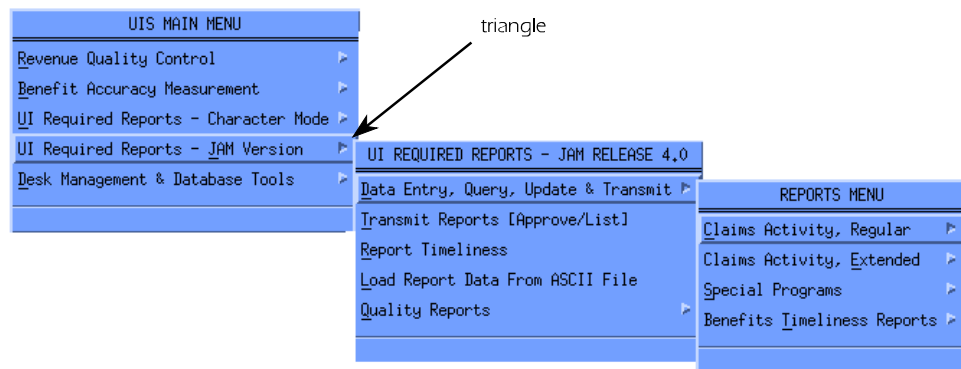 UIS MAIN MENU
Revenue Quality Control
Benefit Accuracy Measurement
UI Required Reports - Character Mode
UI Required Reports - JAM Version
Desk Management & Database Tools
triangle
UI REQUIRED REPORTS - JAM RELEASE 4.0
Data Entry, Query, Update & Transmit
Transmit Reports [Approve/List]
Report Timeliness
Load Report Data From ASCII File
Quality Reports
REPORTS MENU
Claims Activity, Regular
Claims Activity, Extended
Special Programs
Benefits Timeliness Reports